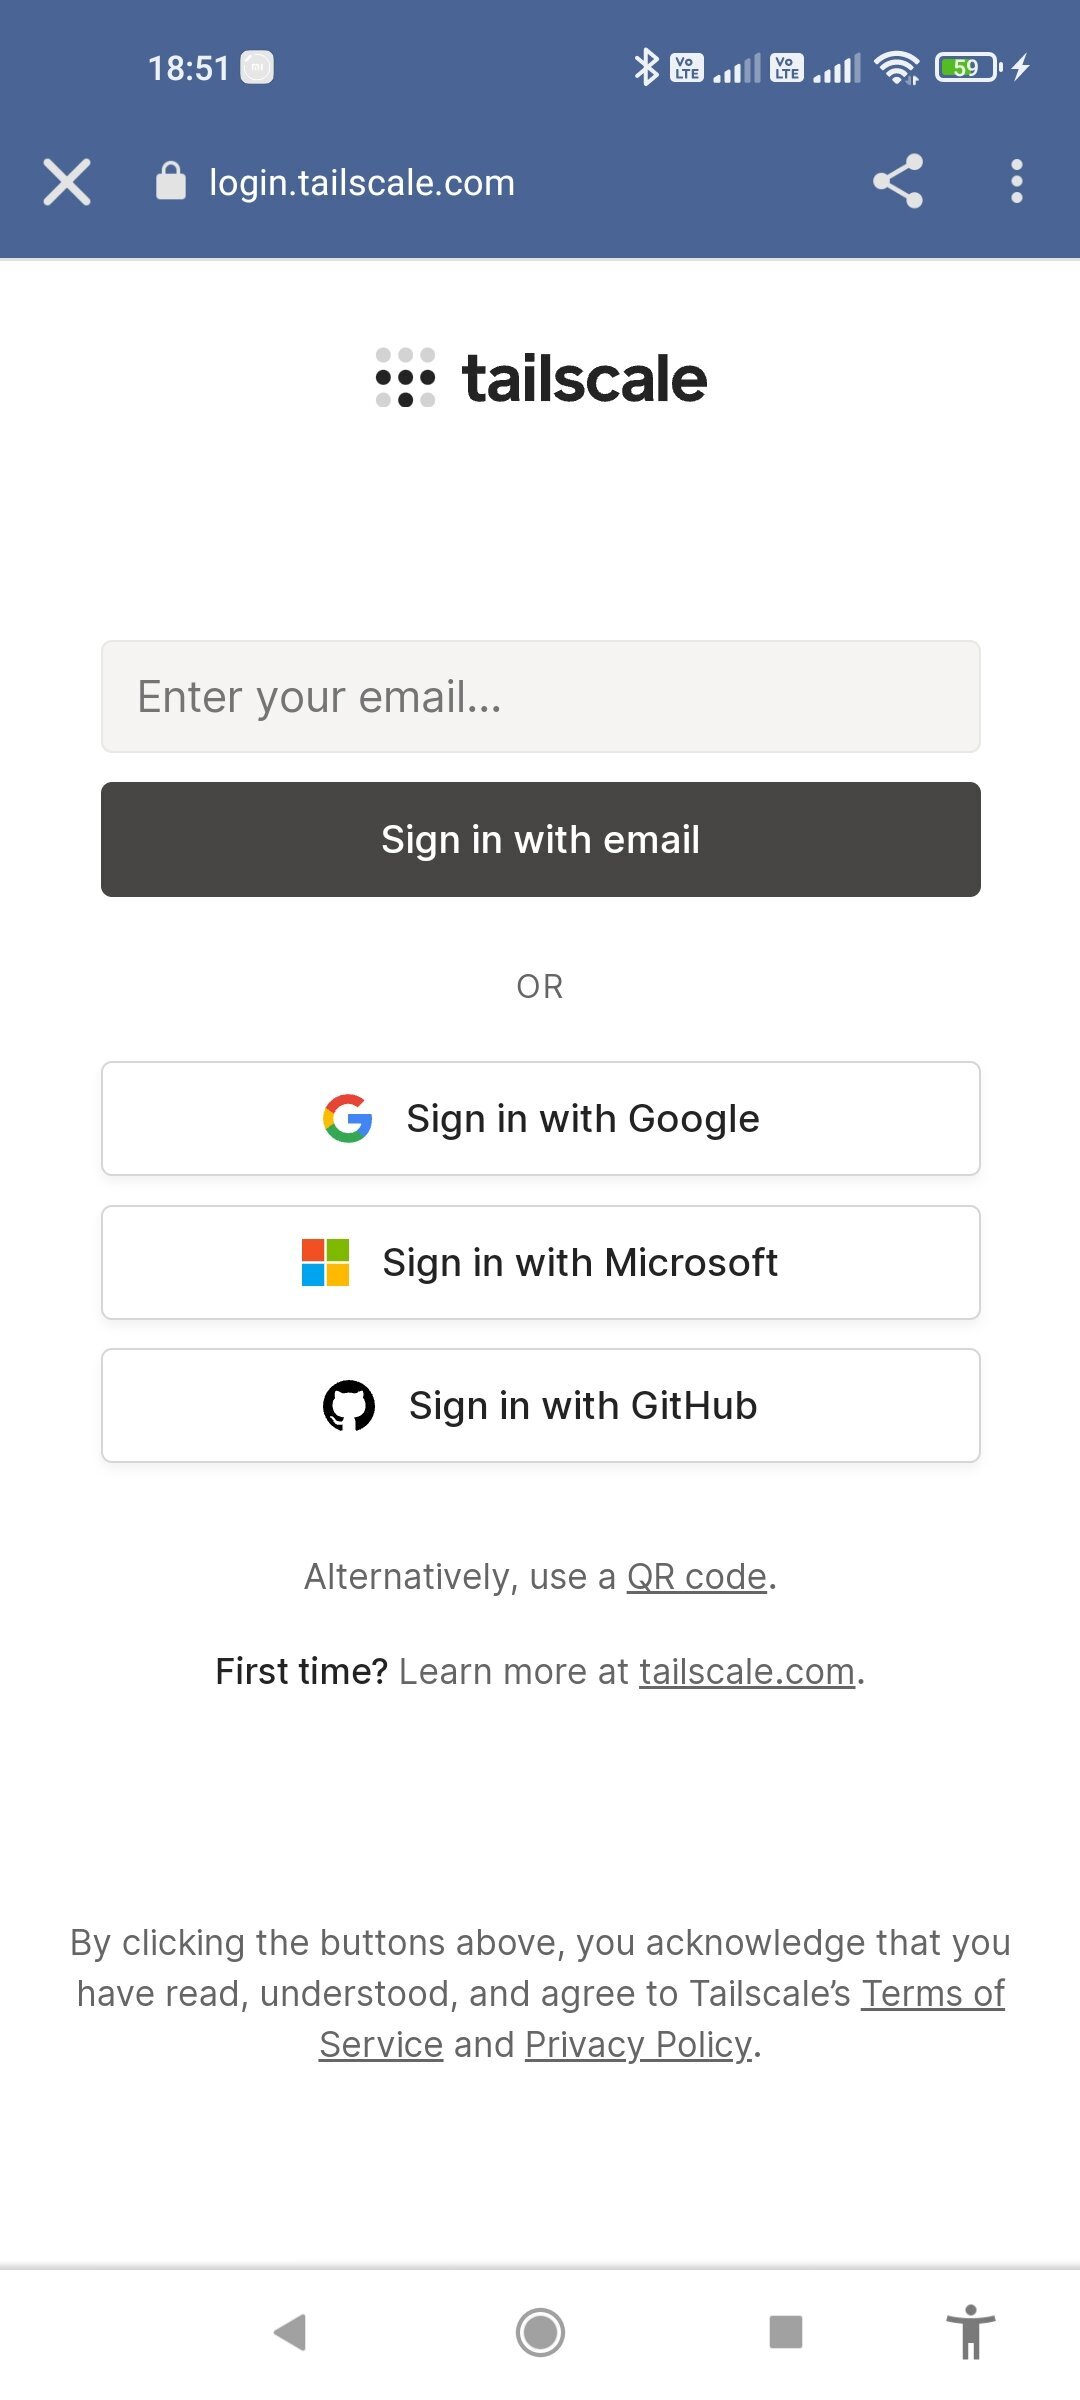 18:51
Vo LTE
Vo LTE
59
login.tailscale.com
tailscale
Enter your email...
Sign in with email
OR
Sign in with Google
Sign in with Microsoft
Sign in with GitHub
Alternatively, use a QR code.
First time? Learn more at tailscale.com.
By clicking the buttons above, you acknowledge that you
have read, understood, and agree to Tailscale’s Terms of
Service and Privacy Policy.